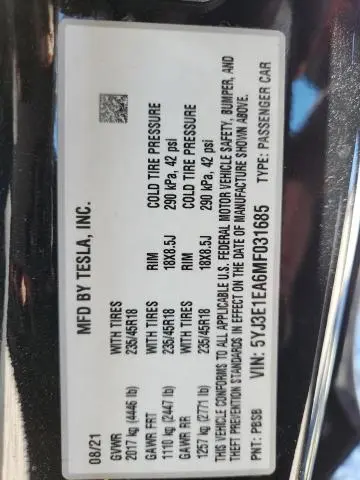 MFD BY TESLA, INC.
08/21
GVWR WITH TIRES
2017 kg (4446 lb) 235/45R18
GAWR FRT WITH TIRES RIM COLD TIRE PRESSURE
1110 kg (2447 lb) 235/45R18 18X8.5J 290 kPa, 42 psi
GAWR RR WITH TIRES RIM COLD TIRE PRESSURE
1257 kg (2771 lb) 235/45R18 18X8.5J 290 kPa, 42 psi
THIS VEHICLE CONFORMS TO ALL APPLICABLE U.S. FEDERAL MOTOR VEHICLE SAFETY, BUMPER, AND
THEFT PREVENTION STANDARDS IN EFFECT ON THE DATE OF MANUFACTURE SHOWN ABOVE.
VIN: 5YJ3E1EA6MF031685
PNT: PBSB TYPE: PASSENGER CAR